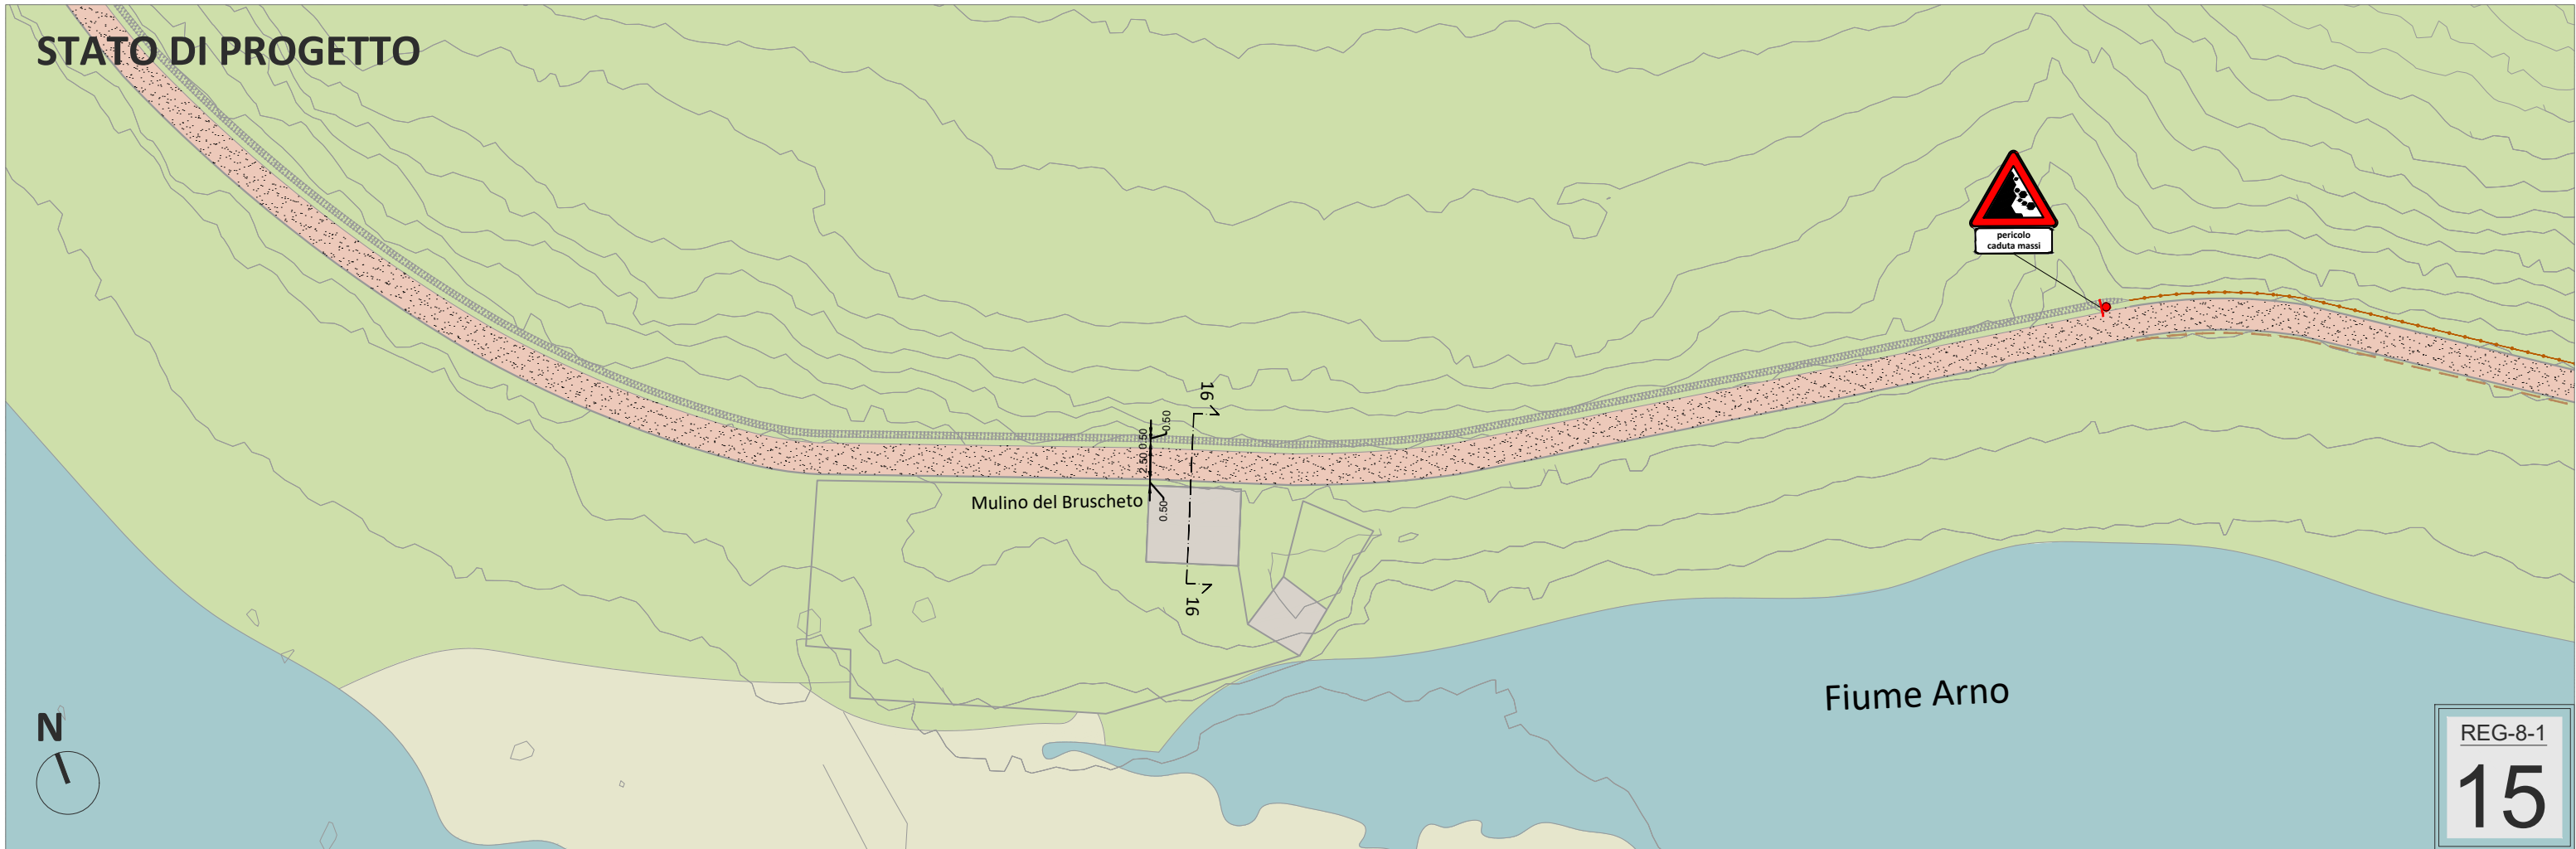 STATO DI PROGETTO
pericolo
caduta massi
16
0.50
0.50
2.50
Mulino del Bruscheto
0.50
16
Fiume Arno
N
REG-8-1
15